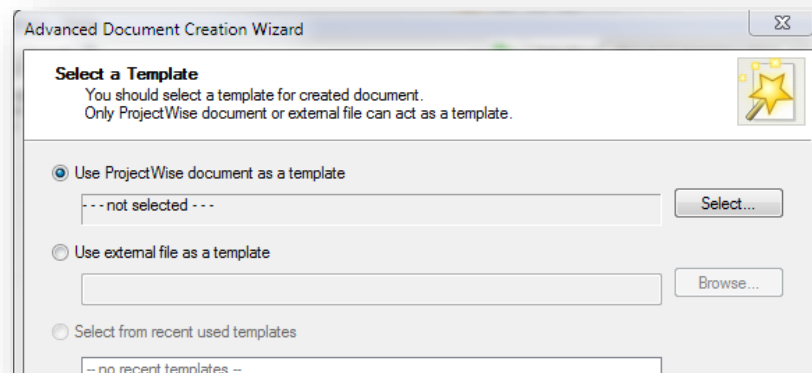 Advanced Document Creation Wizard
Select a Template
You should select a template for created document.
Only ProjectWise document or external file can act as a template.
Use ProjectWise document as a template
- - - not selected - - -
Select...
Use external file as a template
Browse...
Select from recent used templates
-- no recent templates --